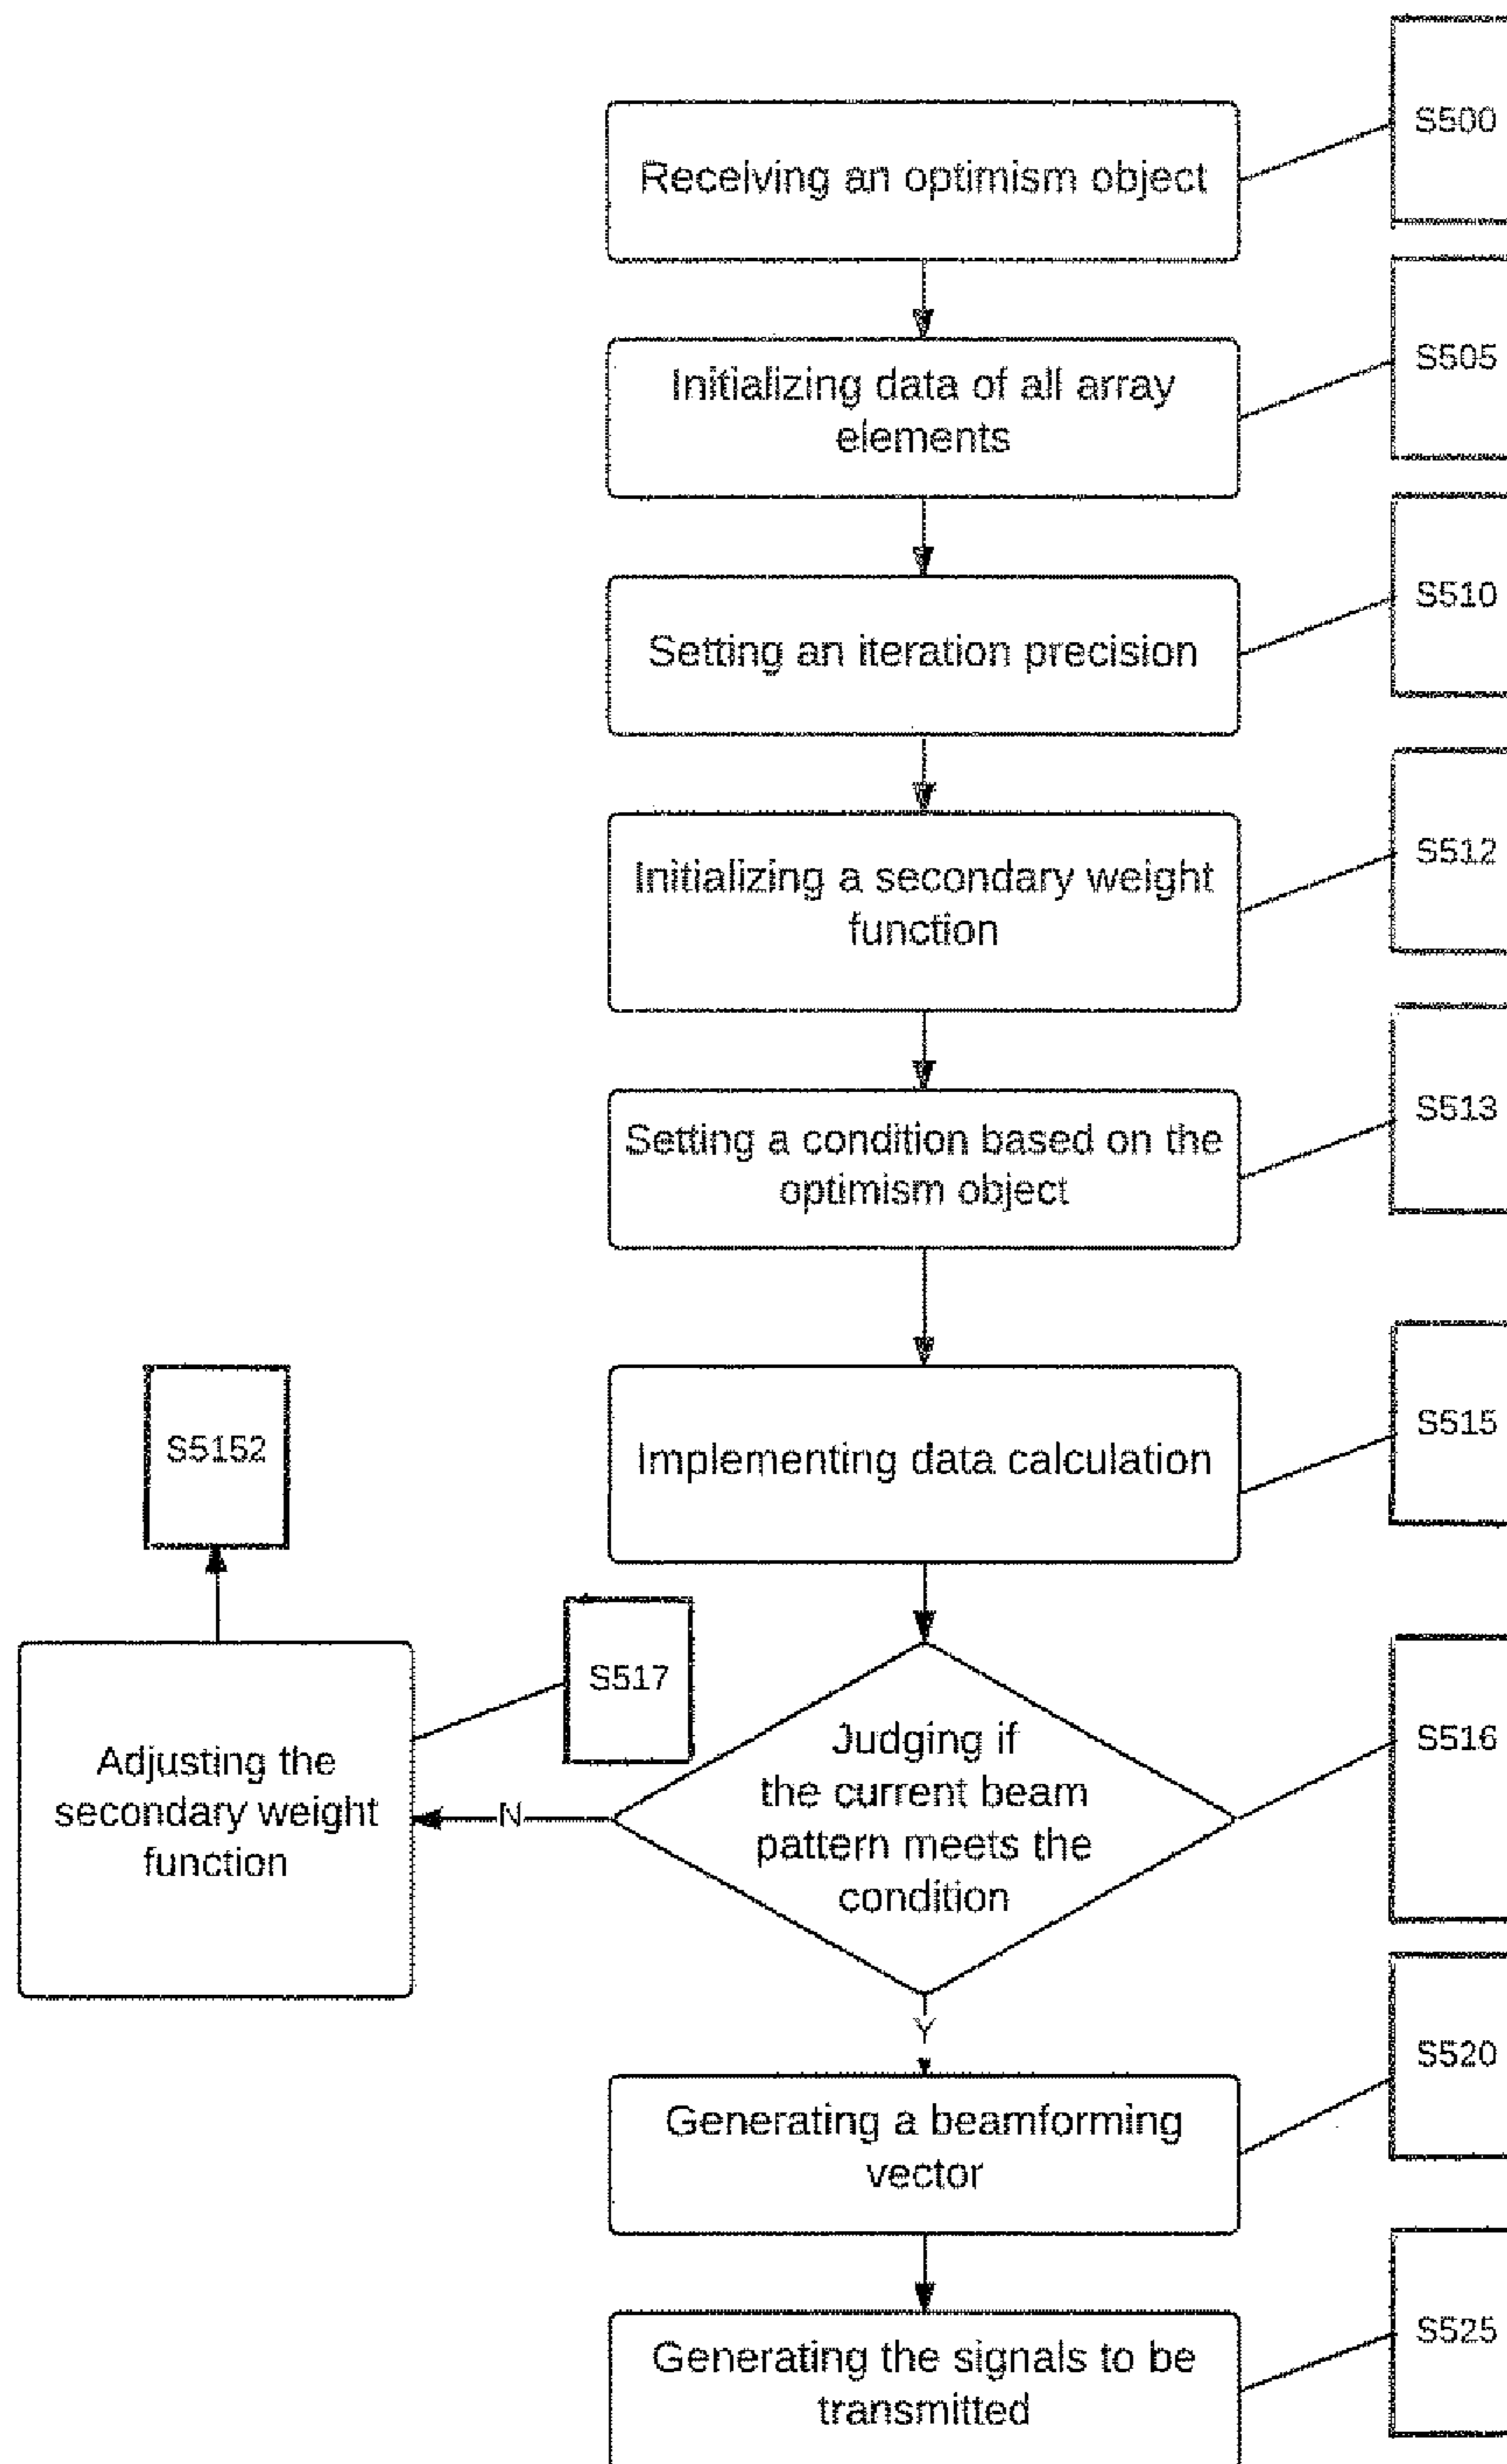 Receiving an optimism object
S500
Initializing data of all array
elements
S505
Setting an iteration precision
S510
Initializing a secondary weight
function
S512
Setting a condition based on the
optimism object
S513
Implementing data calculation
S515
S5152
S517
Adjusting the
secondary weight
function
N
Judging if
the current beam
pattern meets the
condition
S516
Y
Generating a beamforming
vector
S520
Generating the signals to be
transmitted
S525